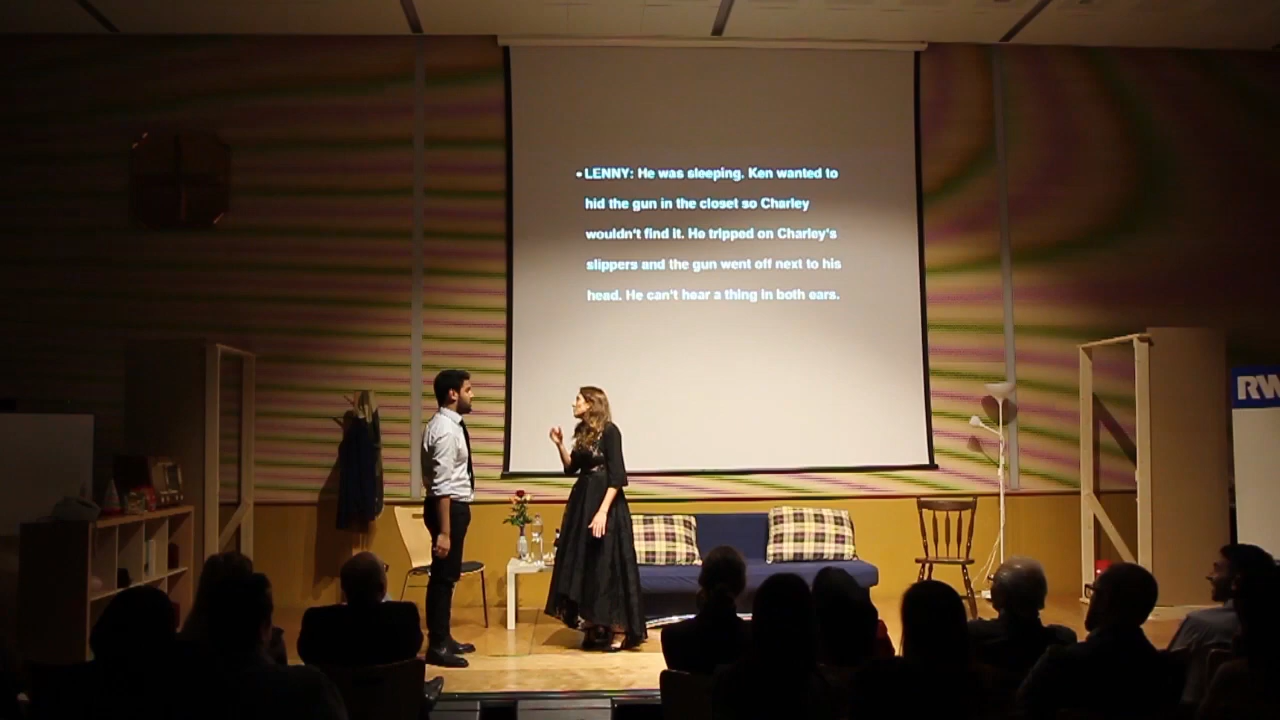 • LENNY: He was sleeping. Ken wanted to
hid the gun in the closet so Charley
wouldn't find it. He tripped on Charley's
slippers and the gun went off next to his
head. He can't hear a thing in both ears.
RW